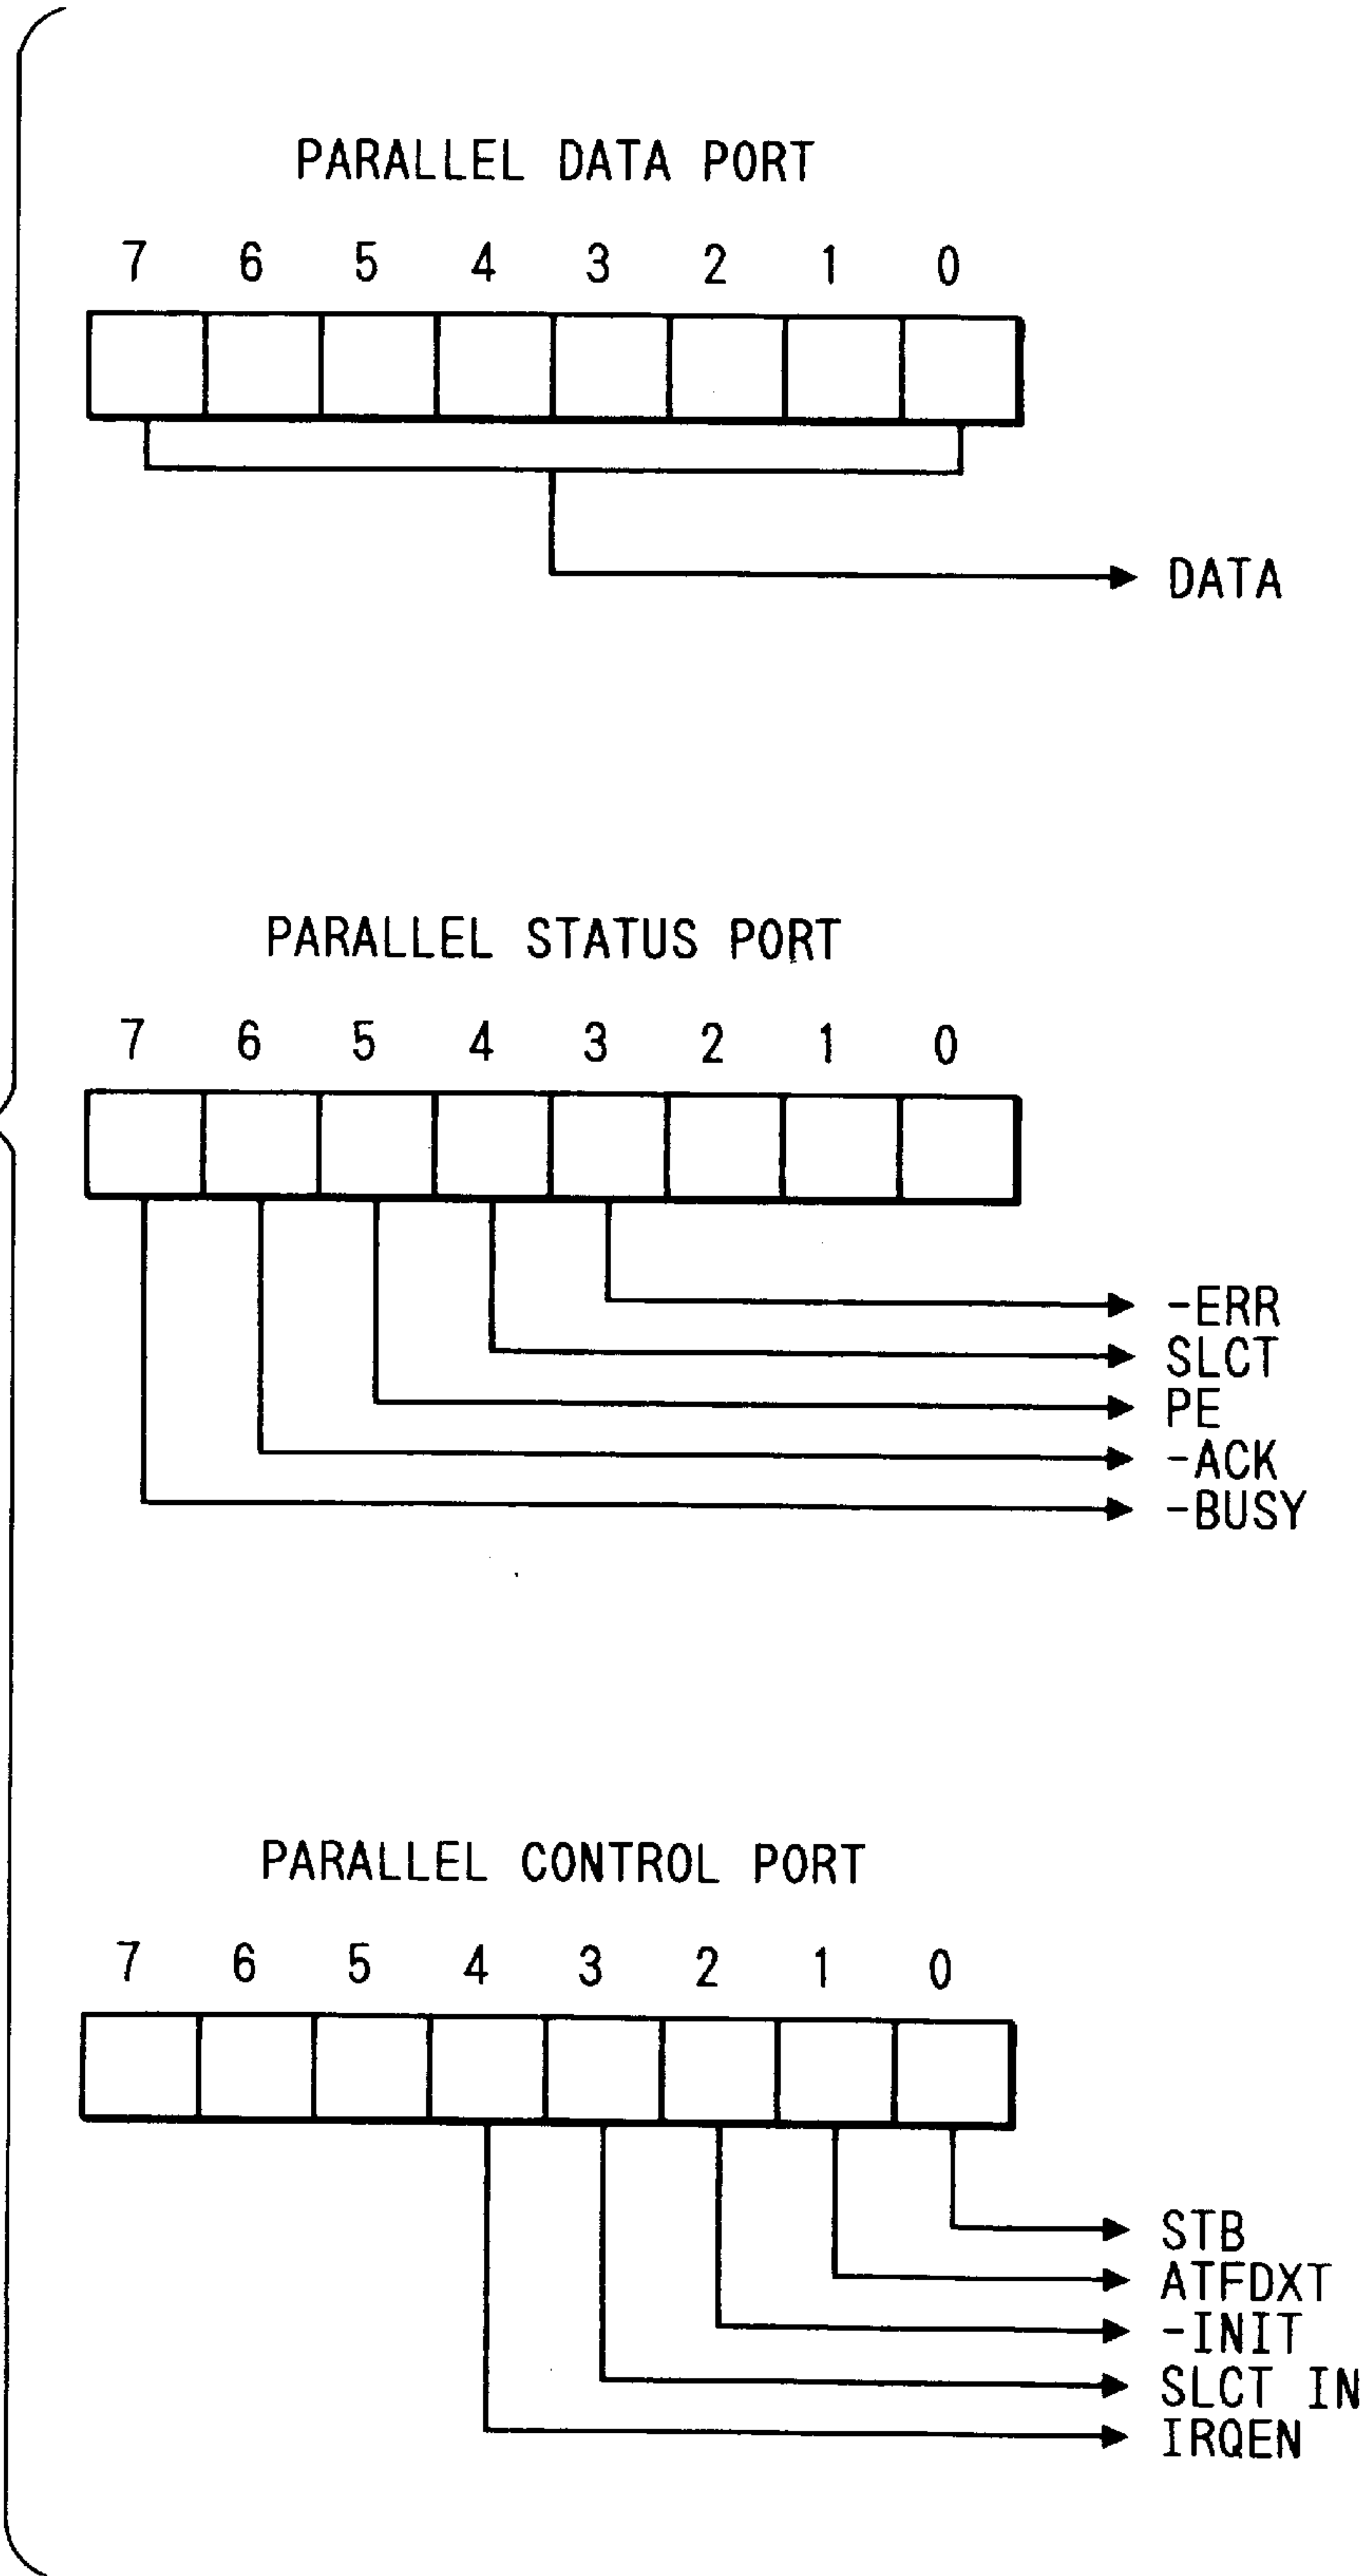 PARALLEL DATA PORT
7 6 5 4 3 2 1 0
DATA
PARALLEL STATUS PORT
7 6 5 4 3 2 1 0
-ERR
SLCT
PE
-ACK
-BUSY
PARALLEL CONTROL PORT
7 6 5 4 3 2 1 0
STB
ATFDXT
-INIT
SLCT IN
IRQEN